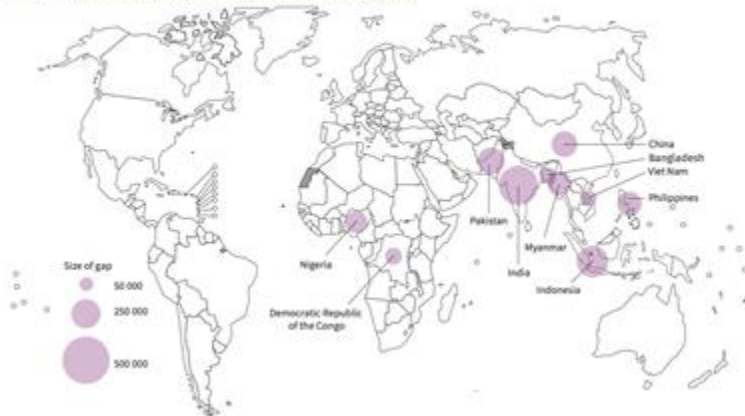 China
Bangladesh
Viet Nam
Philippines
Pakistan
Myanmar
India
Indonesia
Nigeria
Democratic Republic
of the Congo
Size of gap
50 000
250 000
500 000